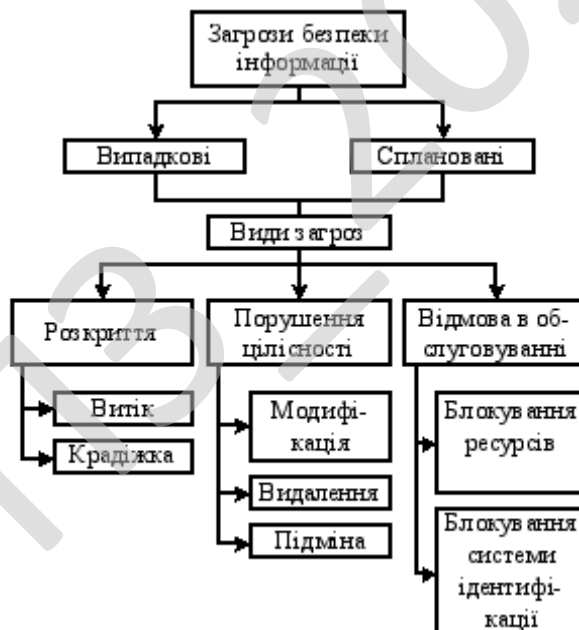 Загрози безпеки
інформації
Випадкові
Сплановані
Види загроз
Розкриття
Порушення
цілісності
Відмова в об-
слуговуванні
Витік
Крадіжка
Модифі-
кація
Видалення
Підміна
Блокування
ресурсів
Блокування
системи
ідентифі-
кації